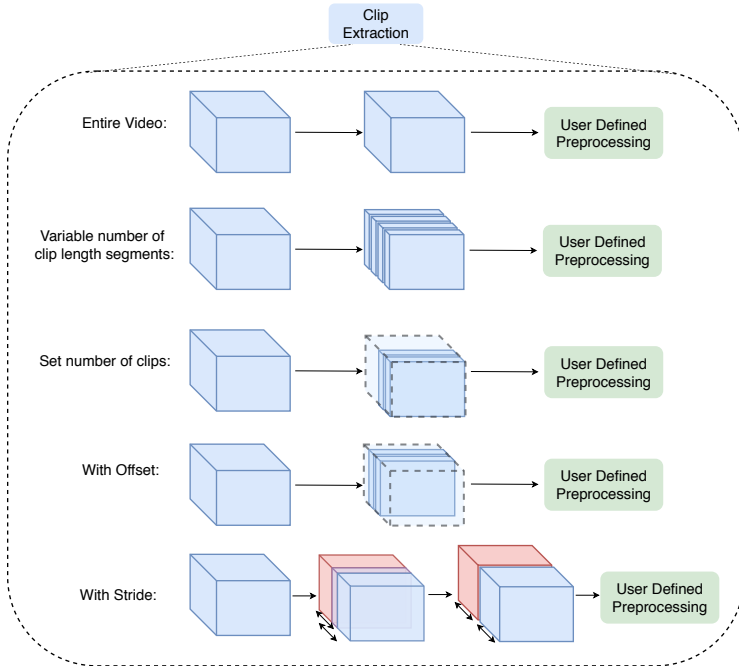 Clip
Extraction
Entire Video:
User Defined
Preprocessing
Variable number of
clip length segments:
User Defined
Preprocessing
Set number of clips:
User Defined
Preprocessing
With Offset:
User Defined
Preprocessing
With Stride:
User Defined
Preprocessing